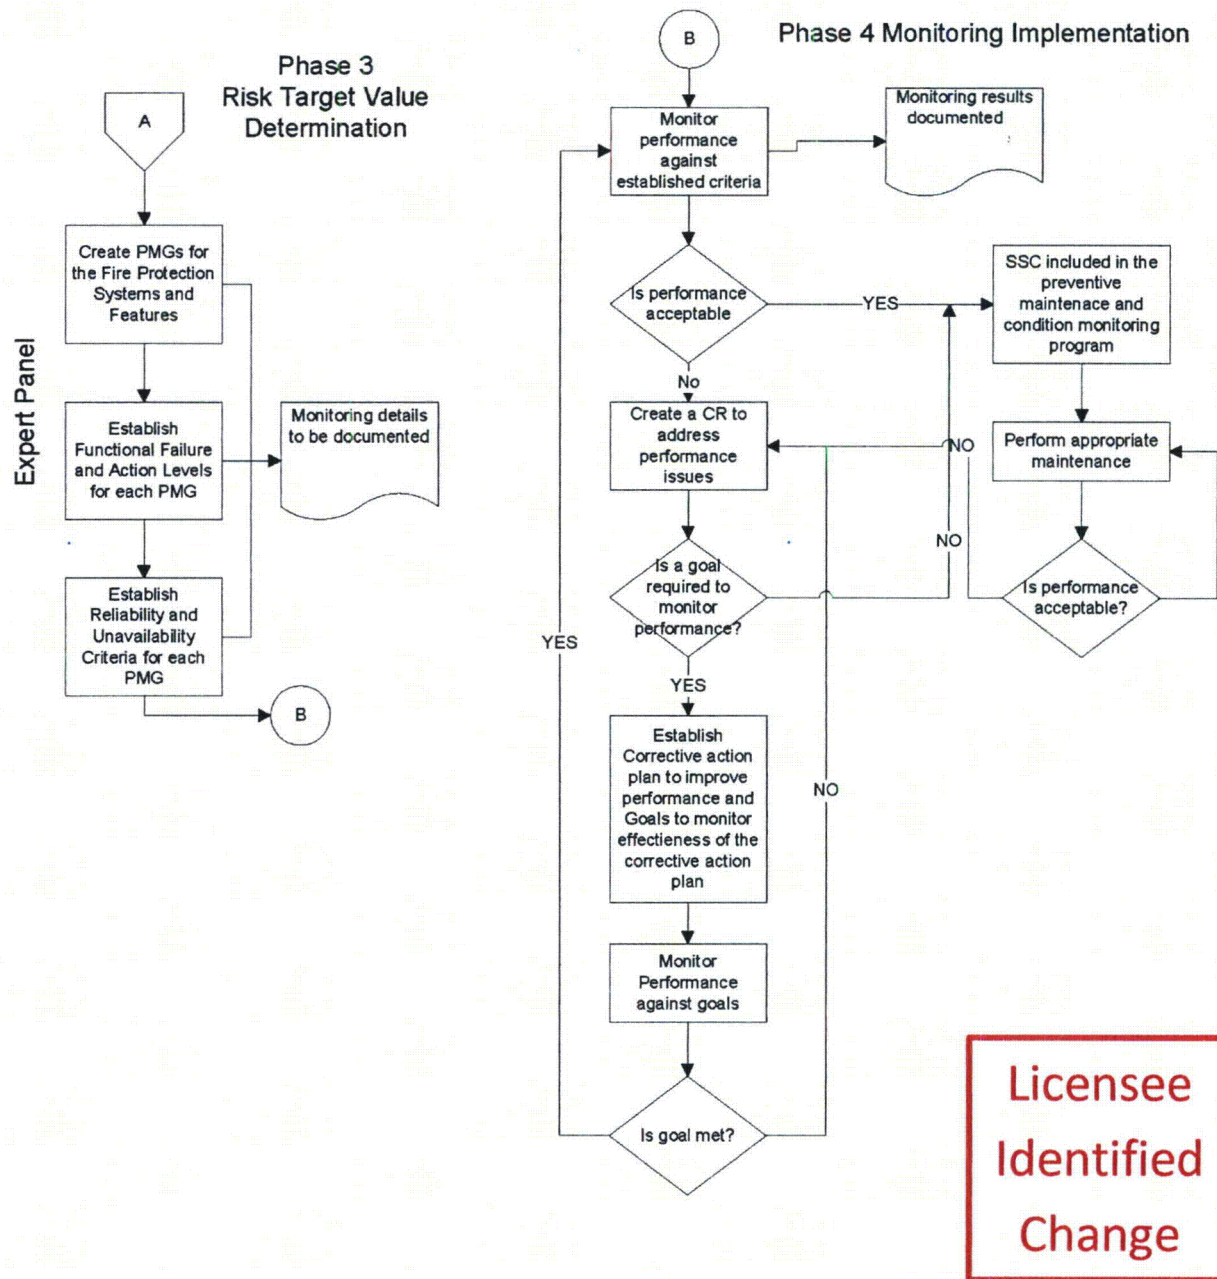 Phase 3
Risk Target Value
Determination
A
Expert Panel
Create PMGs for
the Fire Protection
Systems and
Features
Establish
Functional Failure
and Action Levels
for each PMG
Monitoring details
to be documented
Establish
Reliability and
Unavailability
Criteria for each
PMG
B
Phase 4 Monitoring Implementation
B
Monitor
performance
against
established criteria
Monitoring results
documented
Is performance
acceptable
YES
SSC included in the
preventive
maintenace and
condition monitoring
program
No
Create a CR to
address
performance
issues
NO
Perform appropriate
maintenance
NO
Is a goal
required to
monitor
performance?
Is performance
acceptable?
YES
YES
Establish
Corrective action
plan to improve
performance and
Goals to monitor
effectieness of the
corrective action
plan
NO
Monitor
Performance
against goals
Is goal met?
Licensee
Identified
Change